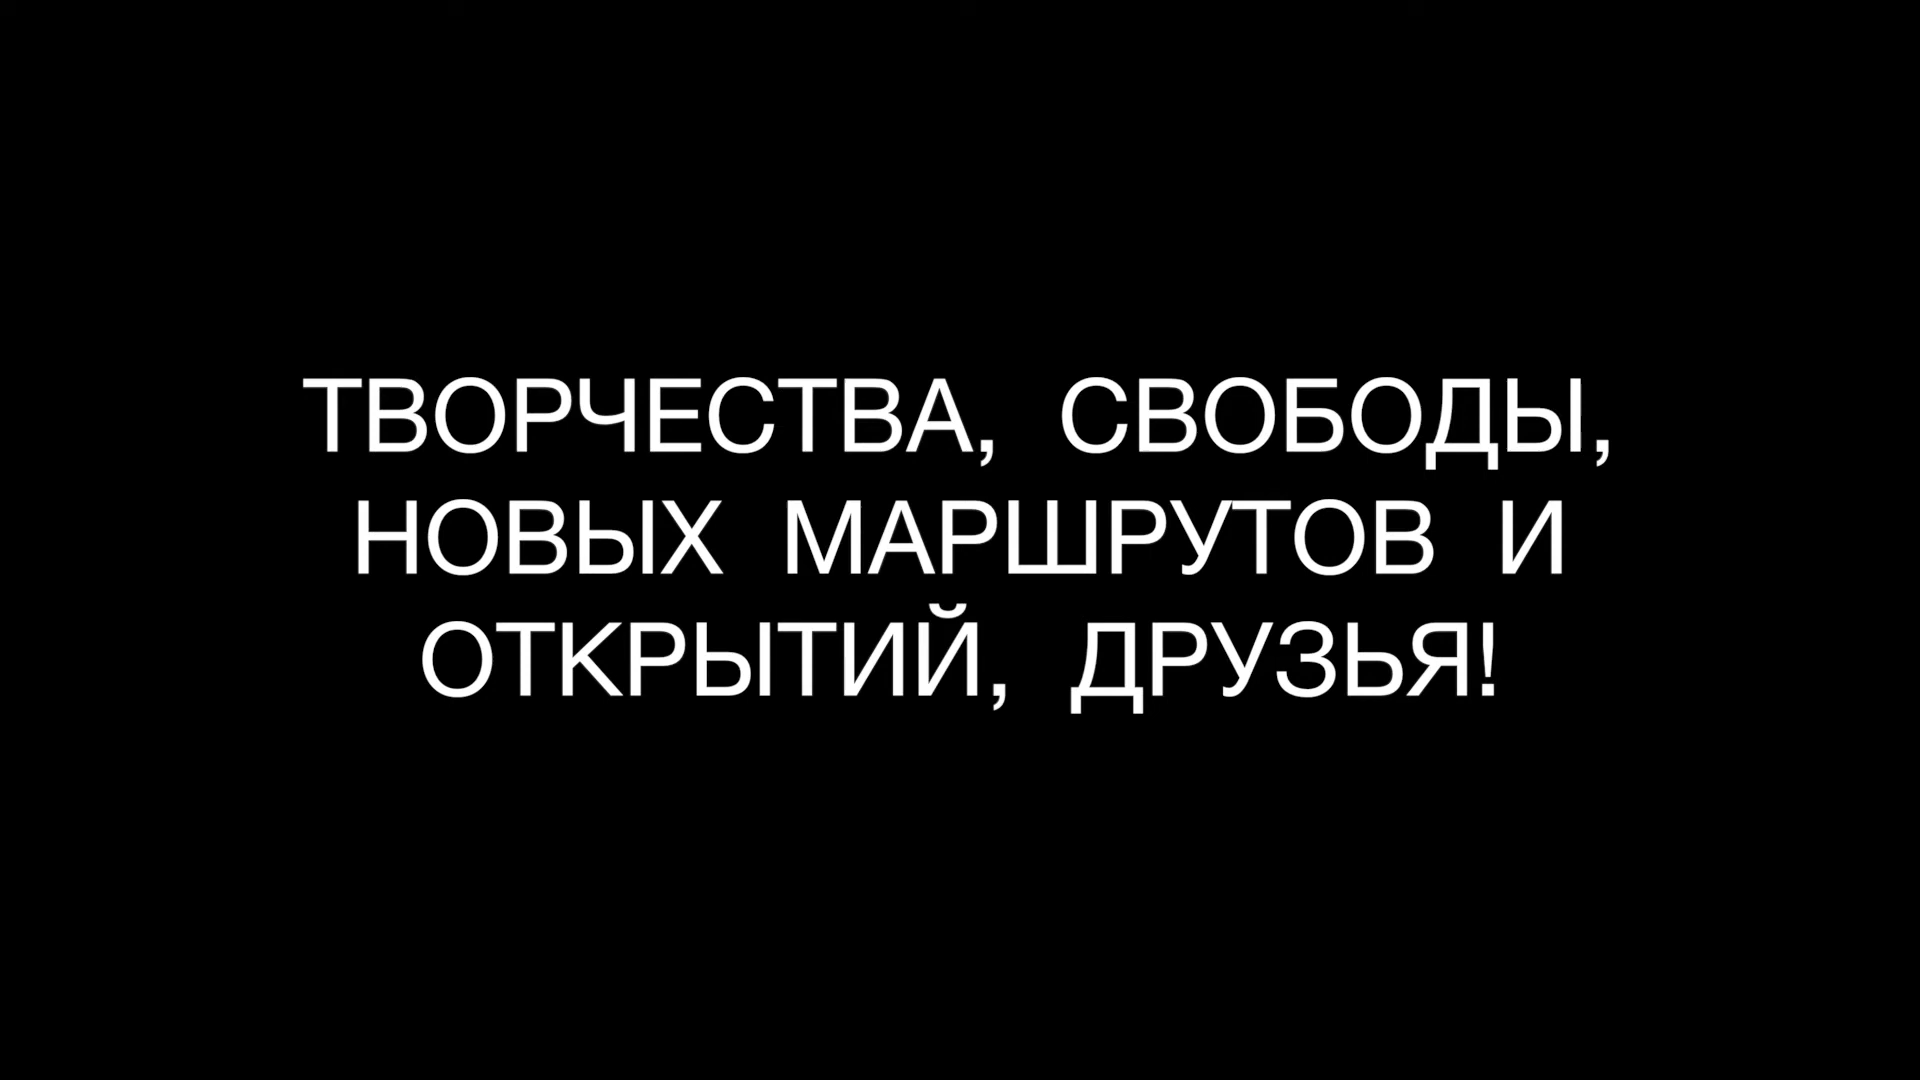 ТВОРЧЕСТВА, СВОБОДЫ,
НОВЫХ МАРШРУТОВ И
ОТКРЫТИЙ, ДРУЗЬЯ!